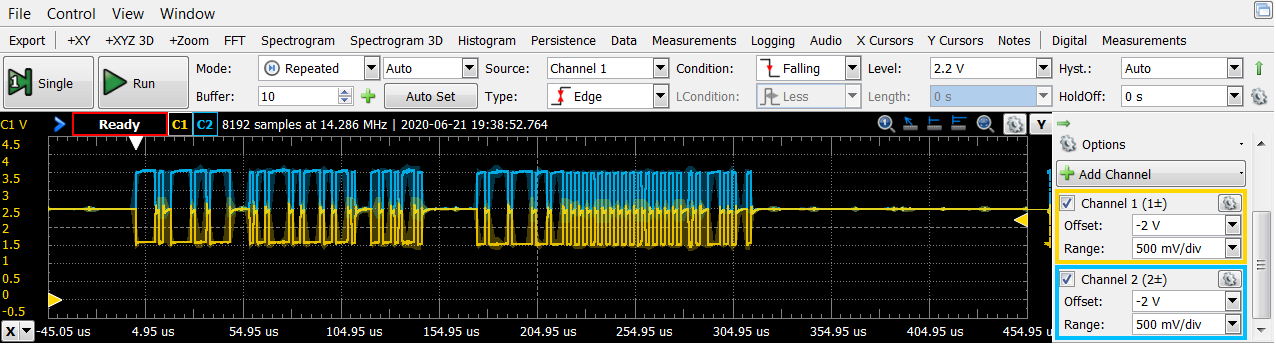 File Control View Window
Export +XY +XYZ 3D +Zoom FFT Spectrogram Spectrogram 3D Histogram Persistence Data Measurements Logging Audio X Cursors Y Cursors Notes Digital Measurements
1 Single Run Mode: Repeated Auto Source: Channel 1 Condition: Falling Level: 2.2 V Hyst.: Auto
Buffer: 10 Auto Set Type: Edge LCondition: Less Length: 0 s HoldOff: 0 s
C1 V Ready C1 C2 8192 samples at 14.286 MHz | 2020-06-21 19:38:52.764 Y
4.5
4
3.5
3
2.5
2
1.5
1
0.5
0
-0.5
X -45.05 us 4.95 us 54.95 us 104.95 us 154.95 us 204.95 us 254.95 us 304.95 us 354.95 us 404.95 us 454.95 us
Options
Add Channel
Channel 1 (1±)
Offset: -2 V
Range: 500 mV/div
Channel 2 (2±)
Offset: -2 V
Range: 500 mV/div